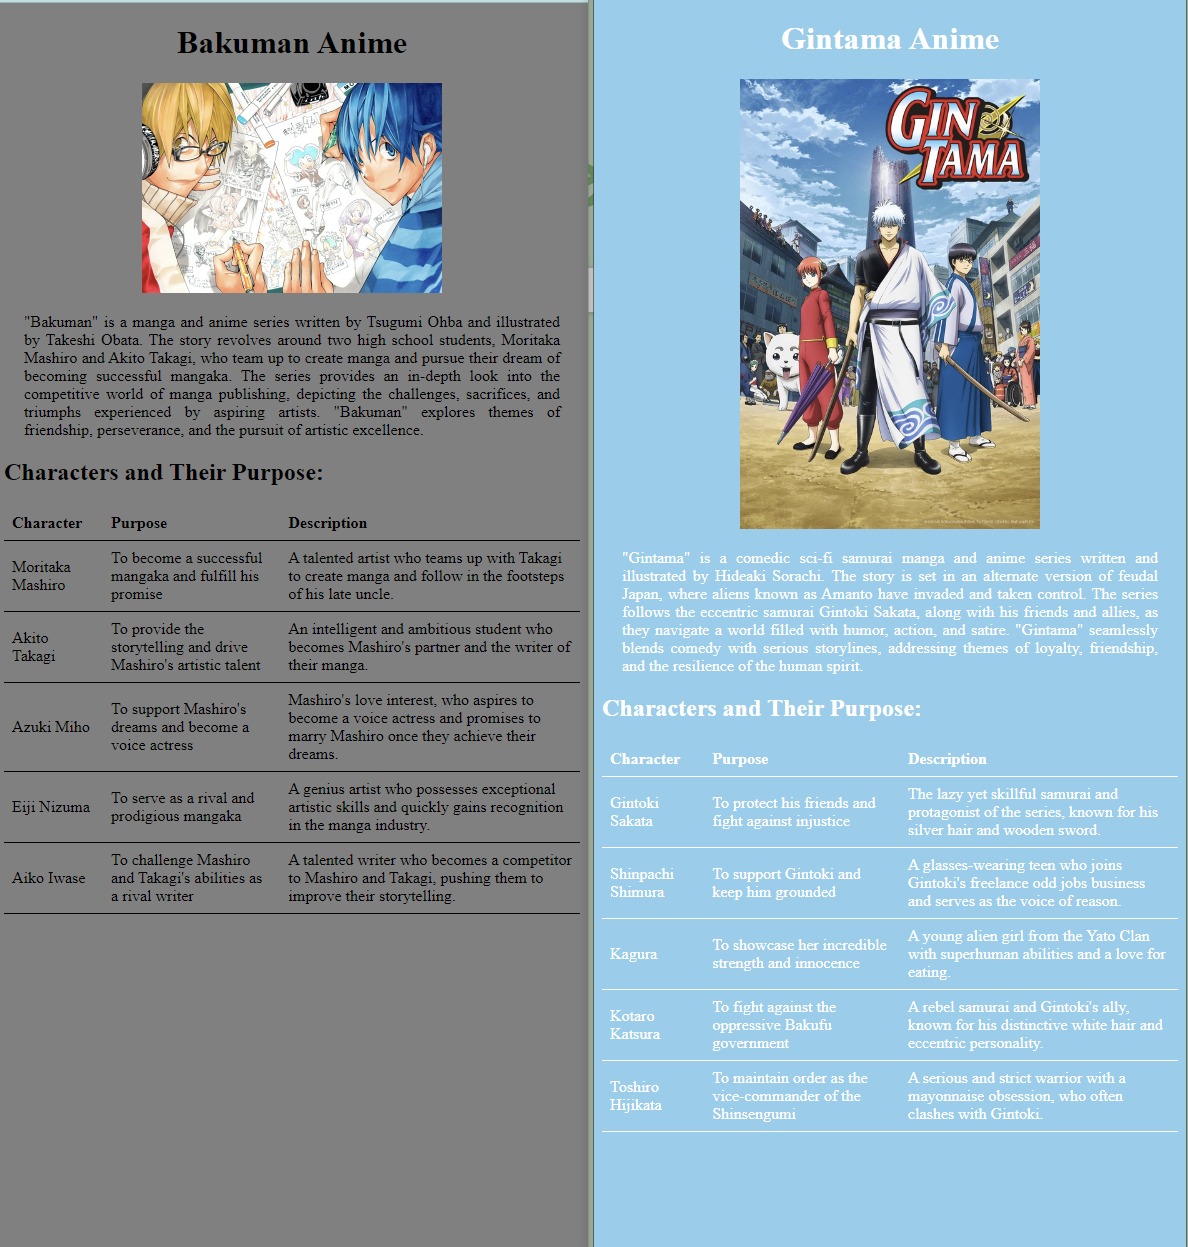 Bakuman Anime
"Bakuman" is a manga and anime series written by Tsugumi Ohba and illustrated
by Takeshi Obata. The story revolves around two high school students, Moritaka
Mashiro and Akito Takagi, who team up to create manga and pursue their dream of
becoming successful mangaka. The series provides an in-depth look into the
competitive world of manga publishing, depicting the challenges, sacrifices, and
triumphs experienced by aspiring artists. "Bakuman" explores themes of
friendship, perseverance, and the pursuit of artistic excellence.
Characters and Their Purpose:
Character Purpose Description
Moritaka
Mashiro
To become a successful
mangaka and fulfill his
promise
A talented artist who teams up with Takagi
to create manga and follow in the footsteps
of his late uncle.
Akito
Takagi
To provide the
storytelling and drive
Mashiro's artistic talent
An intelligent and ambitious student who
becomes Mashiro's partner and the writer of
their manga.
Azuki Miho
To support Mashiro's
dreams and become a
voice actress
Mashiro's love interest, who aspires to
become a voice actress and promises to
marry Mashiro once they achieve their
dreams.
Eiji Nizuma
To serve as a rival and
prodigious mangaka
A genius artist who possesses exceptional
artistic skills and quickly gains recognition
in the manga industry.
Aiko Iwase
To challenge Mashiro
and Takagi's abilities as
a rival writer
A talented writer who becomes a competitor
to Mashiro and Takagi, pushing them to
improve their storytelling.
Gintama Anime
GIN
TAMA
"Gintama" is a comedic sci-fi samurai manga and anime series written and
illustrated by Hideaki Sorachi. The story is set in an alternate version of feudal
Japan, where aliens known as Amanto have invaded and taken control. The series
follows the eccentric samurai Gintoki Sakata, along with his friends and allies, as
they navigate a world filled with humor, action, and satire. "Gintama" seamlessly
blends comedy with serious storylines, addressing themes of loyalty, friendship,
and the resilience of the human spirit.
Characters and Their Purpose:
Character Purpose Description
Gintoki
Sakata
To protect his friends and
fight against injustice
The lazy yet skillful samurai and
protagonist of the series, known for his
silver hair and wooden sword.
Shinpachi
Shimura
To support Gintoki and
keep him grounded
A glasses-wearing teen who joins
Gintoki's freelance odd jobs business
and serves as the voice of reason.
Kagura
To showcase her incredible
strength and innocence
A young alien girl from the Yato Clan
with superhuman abilities and a love for
eating.
Kotaro
Katsura
To fight against the
oppressive Bakufu
government
A rebel samurai and Gintoki's ally,
known for his distinctive white hair and
eccentric personality.
Toshiro
Hijikata
To maintain order as the
vice-commander of the
Shinsengumi
A serious and strict warrior with a
mayonnaise obsession, who often
clashes with Gintoki.